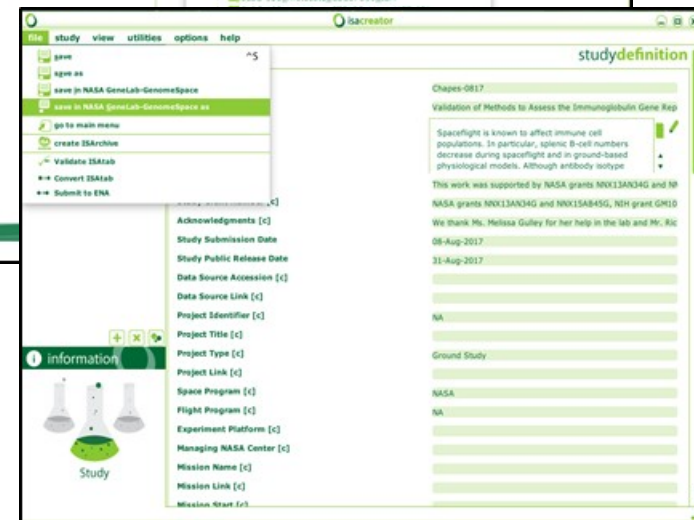 isacreator
file study view utilities options help
studydefinition
save ^S
save as
save in NASA GeneLab-GenomeSpace
save in NASA GeneLab-GenomeSpace as
go to main menu
create ISArchive
Validate ISAtab
Convert ISAtab
Submit to ENA
Chapes-0817
Validation of Methods to Assess the Immunoglobulin Gene Rep
Spaceflight is known to affect immune cell
populations. In particular, splenic B-cell numbers
decrease during spaceflight and in ground-based
physiological models. Although antibody isotype
This work was supported by NASA grants NNX13AN34G and NN
NASA grants NNX13AN34G and NNX15AB45G, NIH grant GM10
Acknowledgments [c] We thank Ms. Melissa Gulley for her help in the lab and Mr. Ric
Study Submission Date 08-Aug-2017
Study Public Release Date 31-Aug-2017
Data Source Accession [c]
Data Source Link [c]
Project Identifier [c] NA
Project Title [c]
Project Type [c] Ground Study
Project Link [c]
Space Program [c] NASA
Flight Program [c] NA
Experiment Platform [c]
Managing NASA Center [c]
Mission Name [c]
Mission Link [c]
Mission Start [c]
information
Study